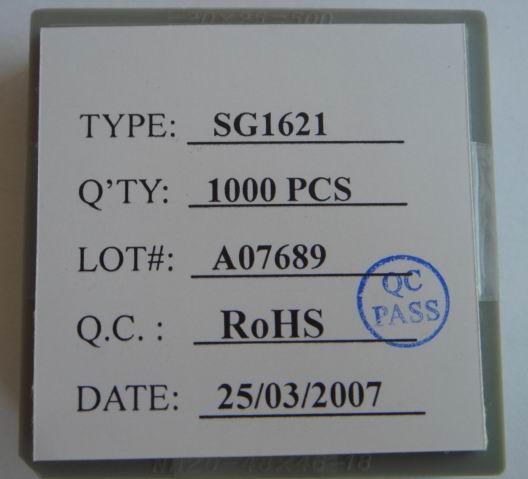 TYPE: SG1621
Q'TY: 1000 PCS
LOT#: A07689
QC
PASS
Q.C. : RoHS
DATE: 25/03/2007